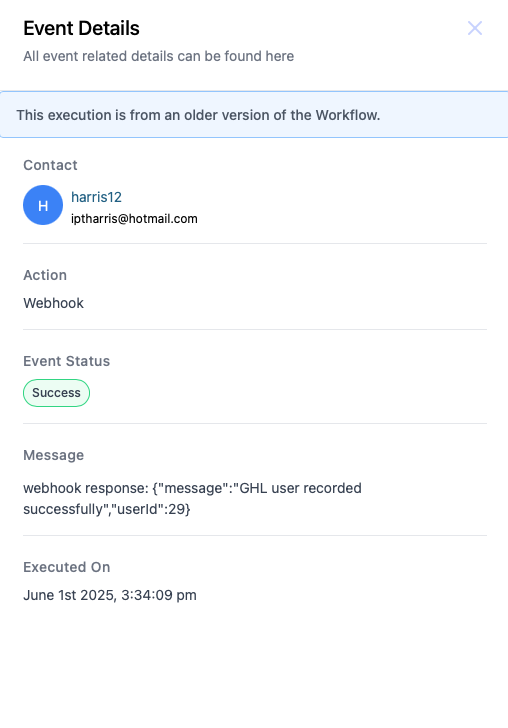 Event Details
All event related details can be found here
This execution is from an older version of the Workflow.
Contact
H
harris12
iptharris@hotmail.com
Action
Webhook
Event Status
Success
Message
webhook response: {"message":"GHL user recorded
successfully","userId":29}
Executed On
June 1st 2025, 3:34:09 pm